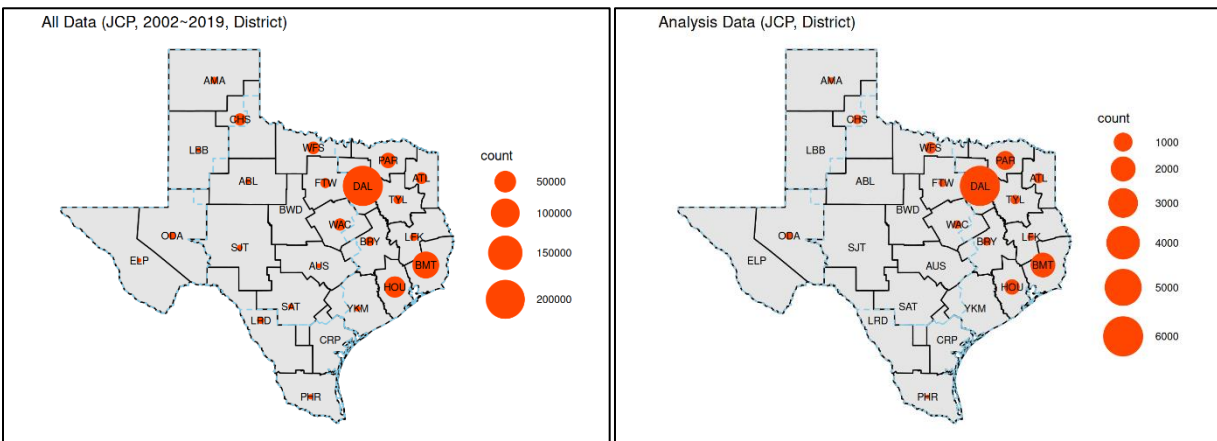 All Data (JCP, 2002~2019, District)
AMA
CHS
LBB
WFS
PAR
ABL
FTW
DAL
ATL
TYL
BWD
WAC
ODA
SJT
BRY
LFK
ELP
AUS
BMT
HOU
SAT
YKM
LRD
CRP
PHR
count
50000
100000
150000
200000
Analysis Data (JCP, District)
AMA
CHS
LBB
WFS
PAR
ABL
FTW
DAL
ATL
TYL
BWD
WAC
ODA
SJT
BRY
LFK
ELP
AUS
BMT
HOU
SAT
YKM
LRD
CRP
PHR
count
1000
2000
3000
4000
5000
6000